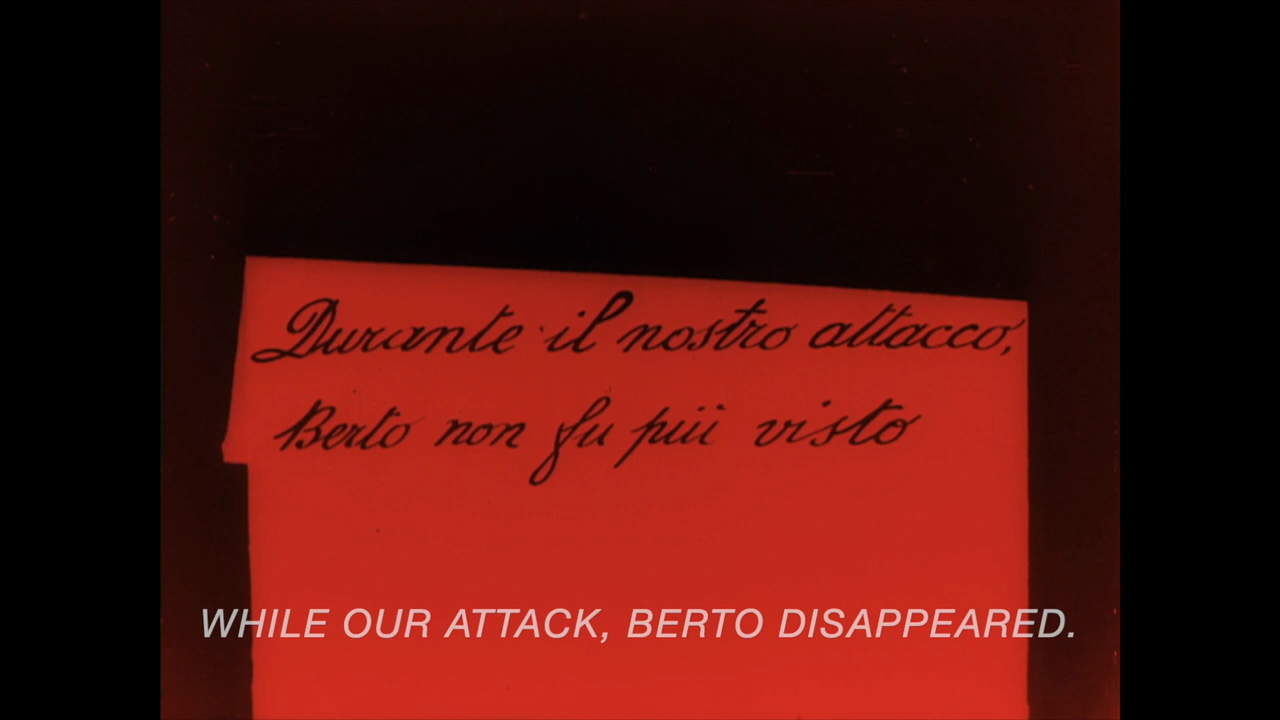 Durante il nostro attacco,
Berto non fu più visto
WHILE OUR ATTACK, BERTO DISAPPEARED.